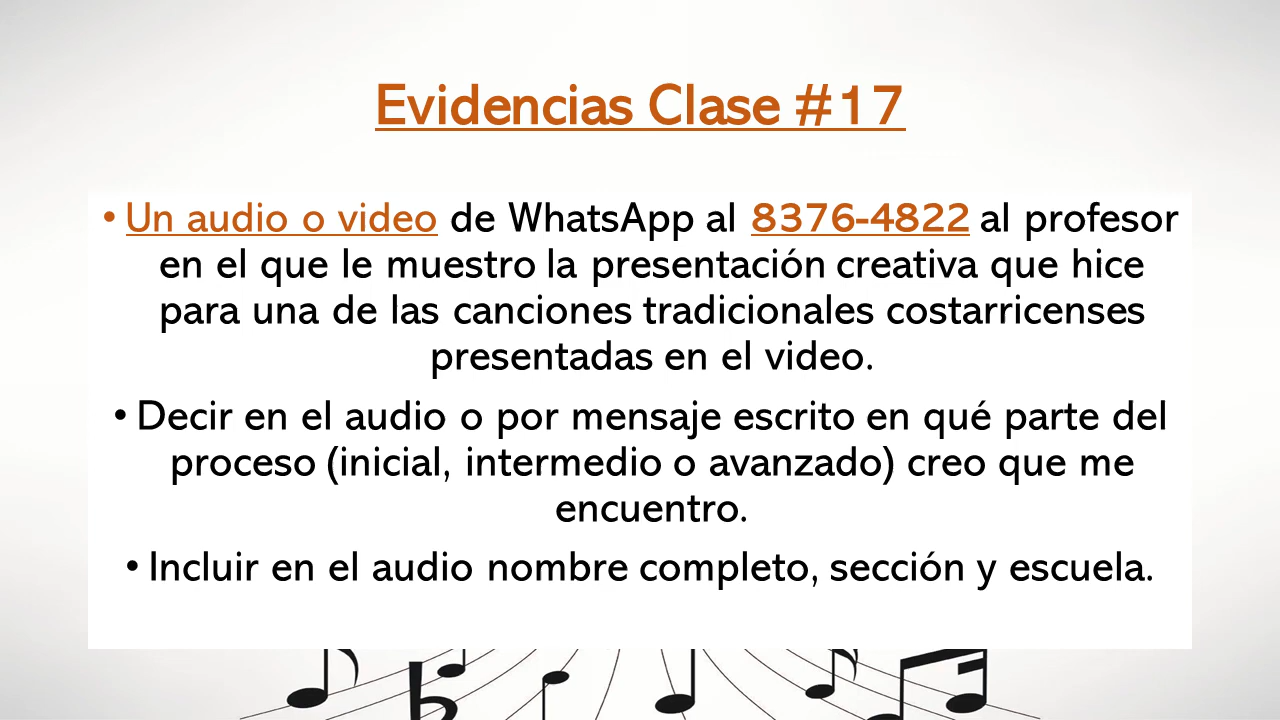 Evidencias Clase #17
• Un audio o video de WhatsApp al 8376-4822 al profesor
en el que le muestro la presentación creativa que hice
para una de las canciones tradicionales costarricenses
presentadas en el video.
• Decir en el audio o por mensaje escrito en qué parte del
proceso (inicial, intermedio o avanzado) creo que me
encuentro.
• Incluir en el audio nombre completo, sección y escuela.